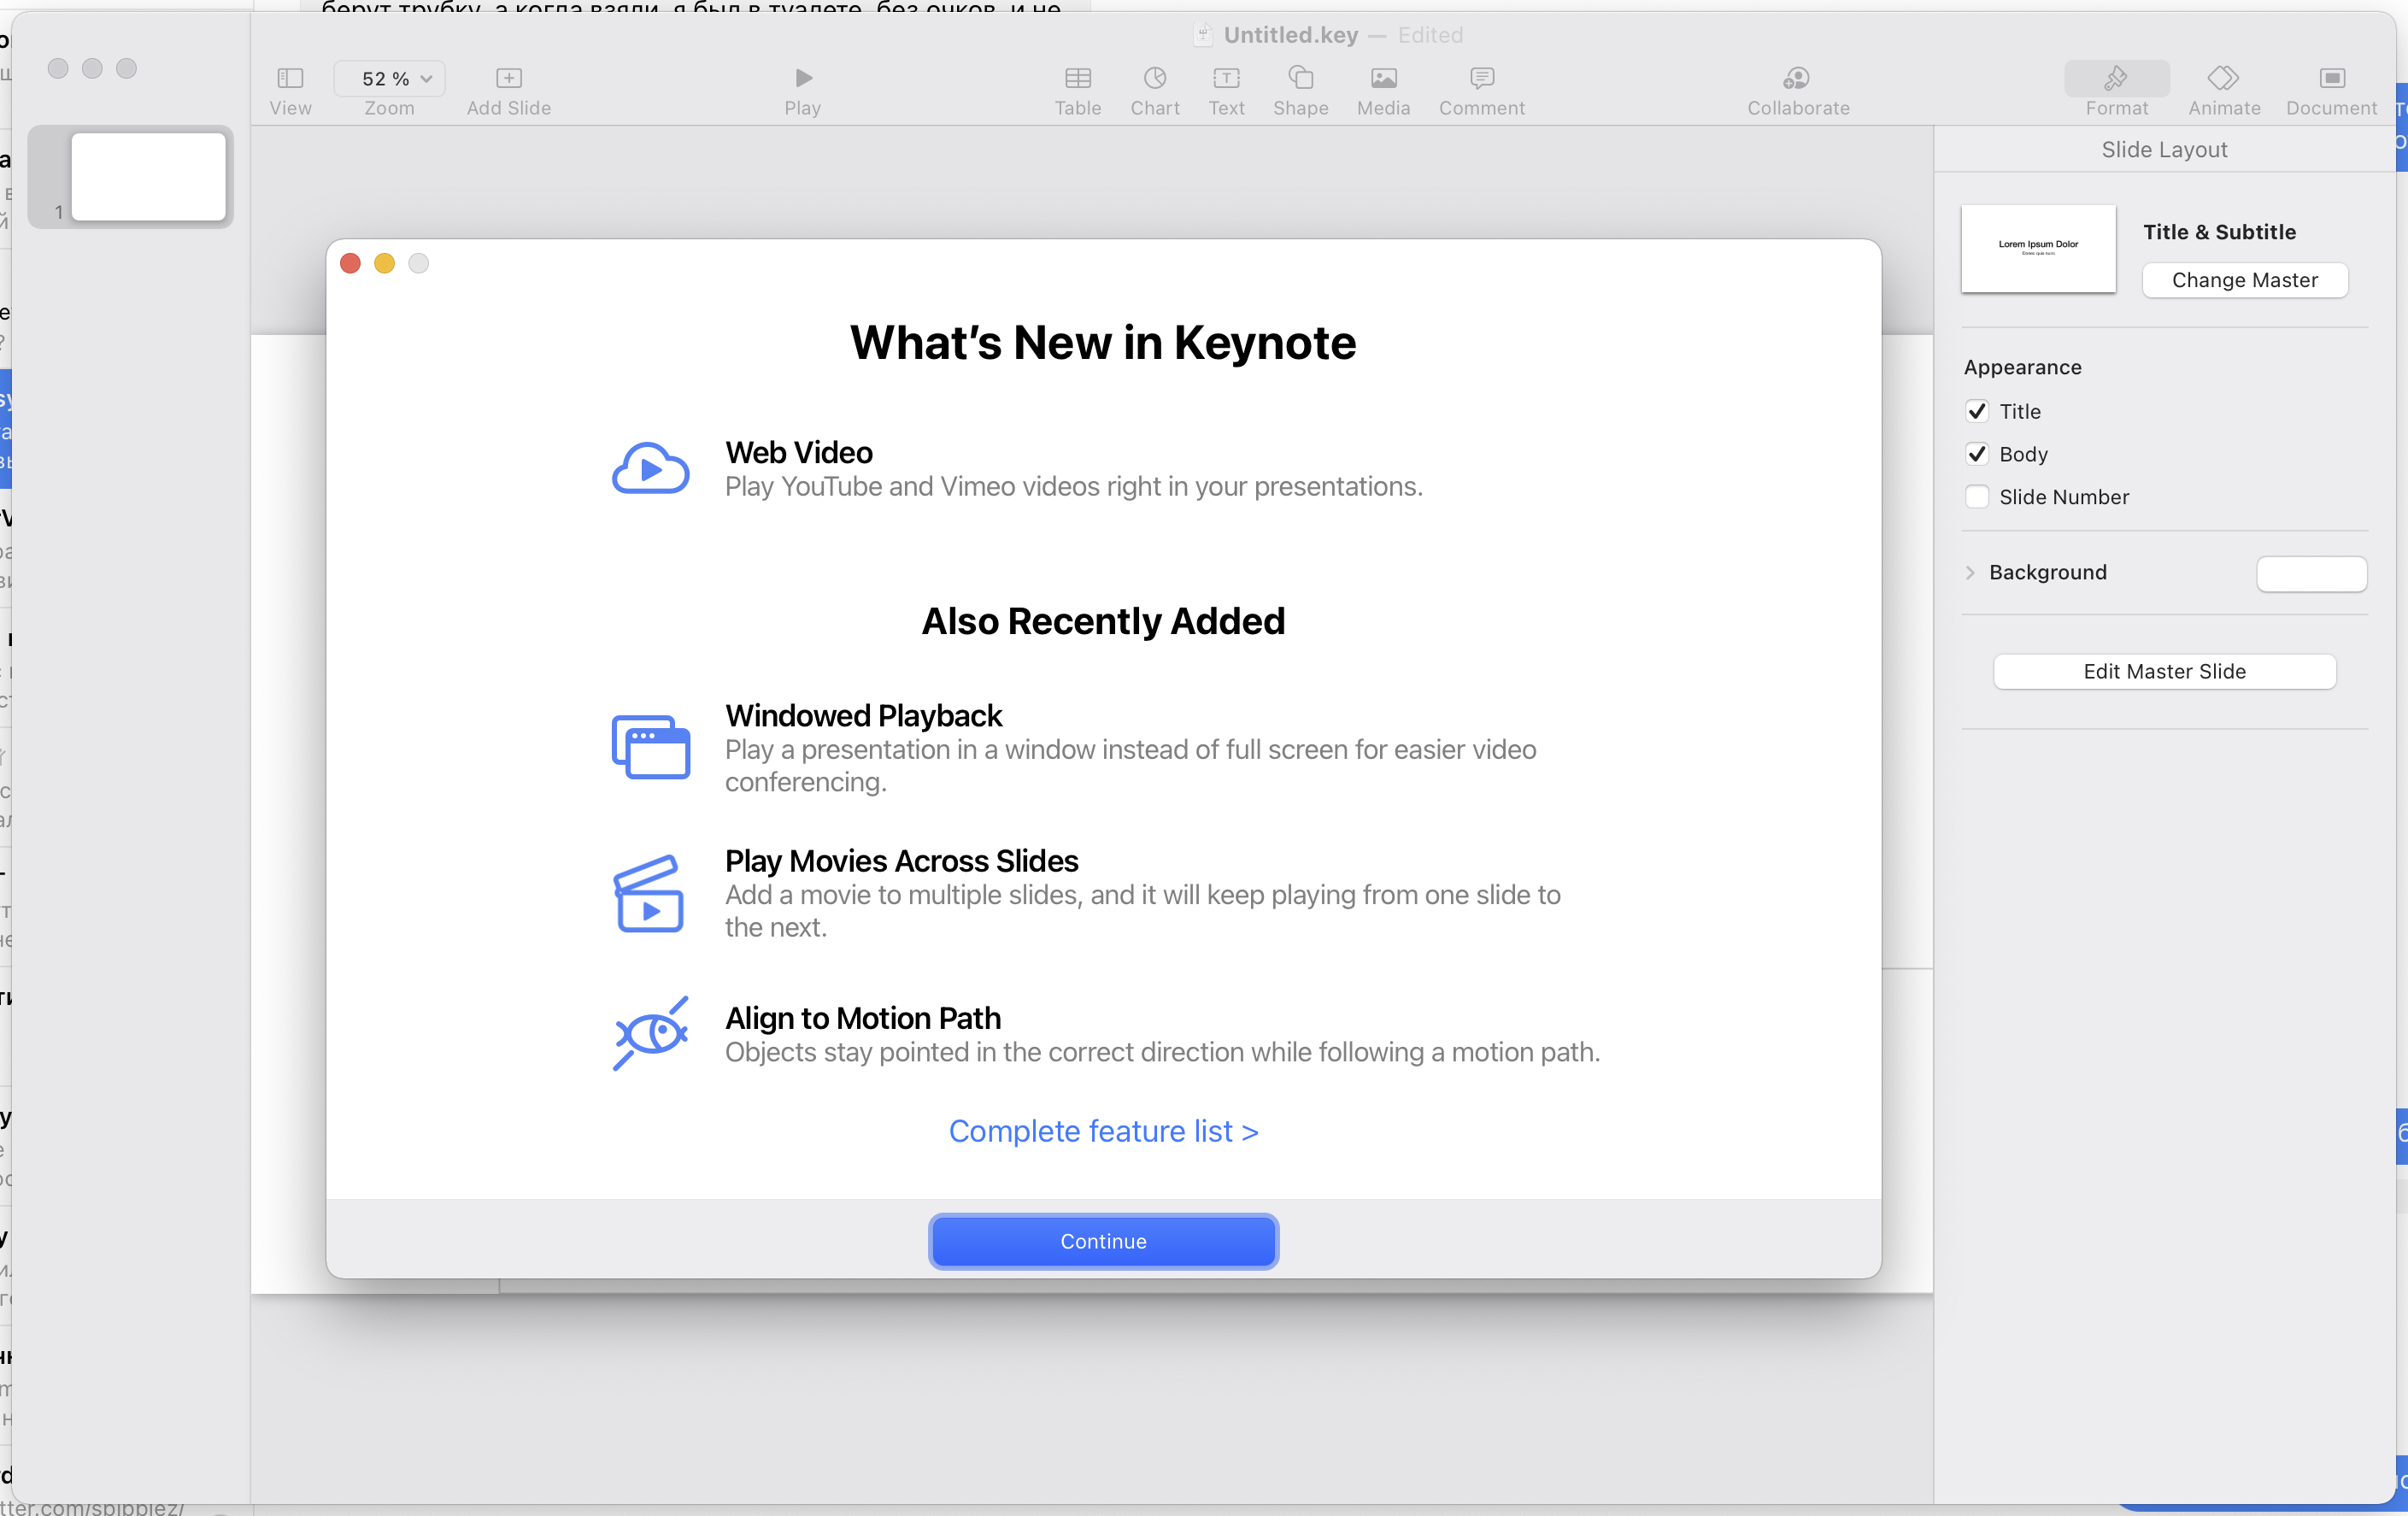 берут трубку, а когда взяли, я был в туалете, без очков, и не
Untitled.key — Edited
View
52 %
Zoom
Add Slide
Play
Table
Chart
Text
Shape
Media
Comment
Collaborate
Format
Animate
Document
1
What's New in Keynote
Web Video
Play YouTube and Vimeo videos right in your presentations.
Also Recently Added
Windowed Playback
Play a presentation in a window instead of full screen for easier video
conferencing.
Play Movies Across Slides
Add a movie to multiple slides, and it will keep playing from one slide to
the next.
Align to Motion Path
Objects stay pointed in the correct direction while following a motion path.
Complete feature list >
Continue
Slide Layout
Lorem Ipsum Dolor
Title & Subtitle
Change Master
Appearance
Title
Body
Slide Number
Background
Edit Master Slide